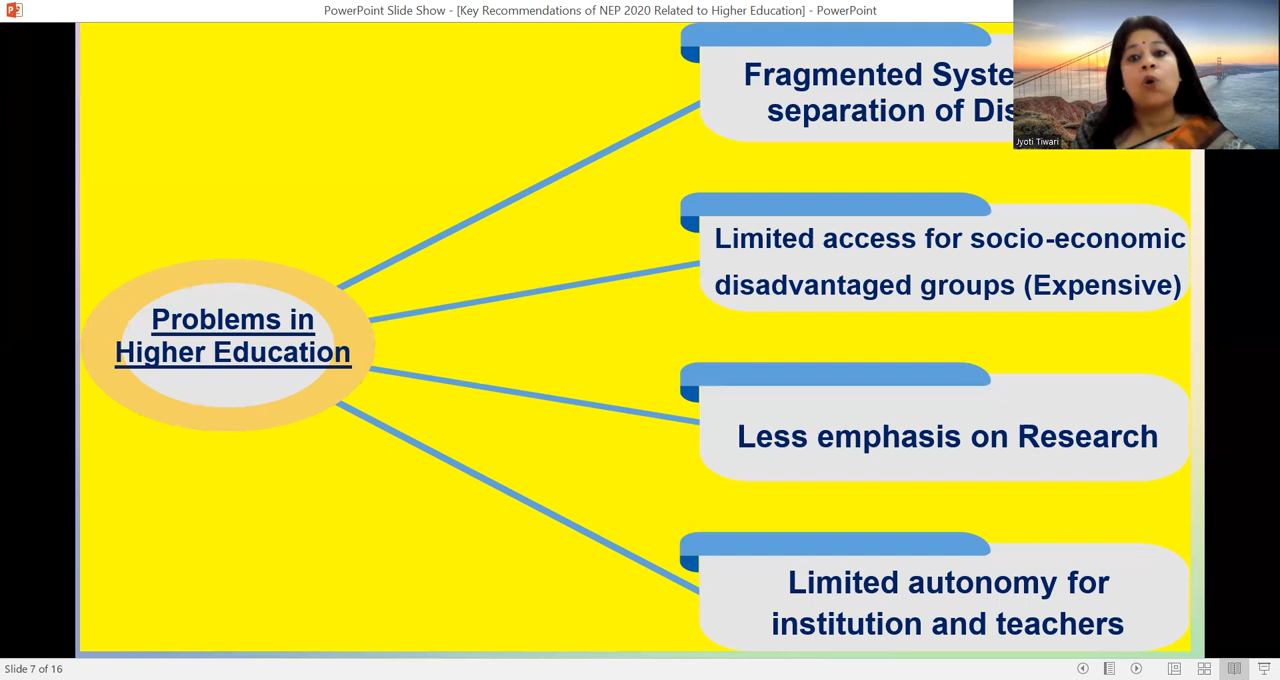 PowerPoint Slide Show - [Key Recommendations of NEP 2020 Related to Higher Education] - PowerPoint
Fragmented
separation of
Jyoti Tiwari
Limited access for socio-economic
disadvantaged groups (Expensive)
Problems in
Higher Education
Less emphasis on Research
Limited autonomy for
institution and teachers
Slide 7 of 16